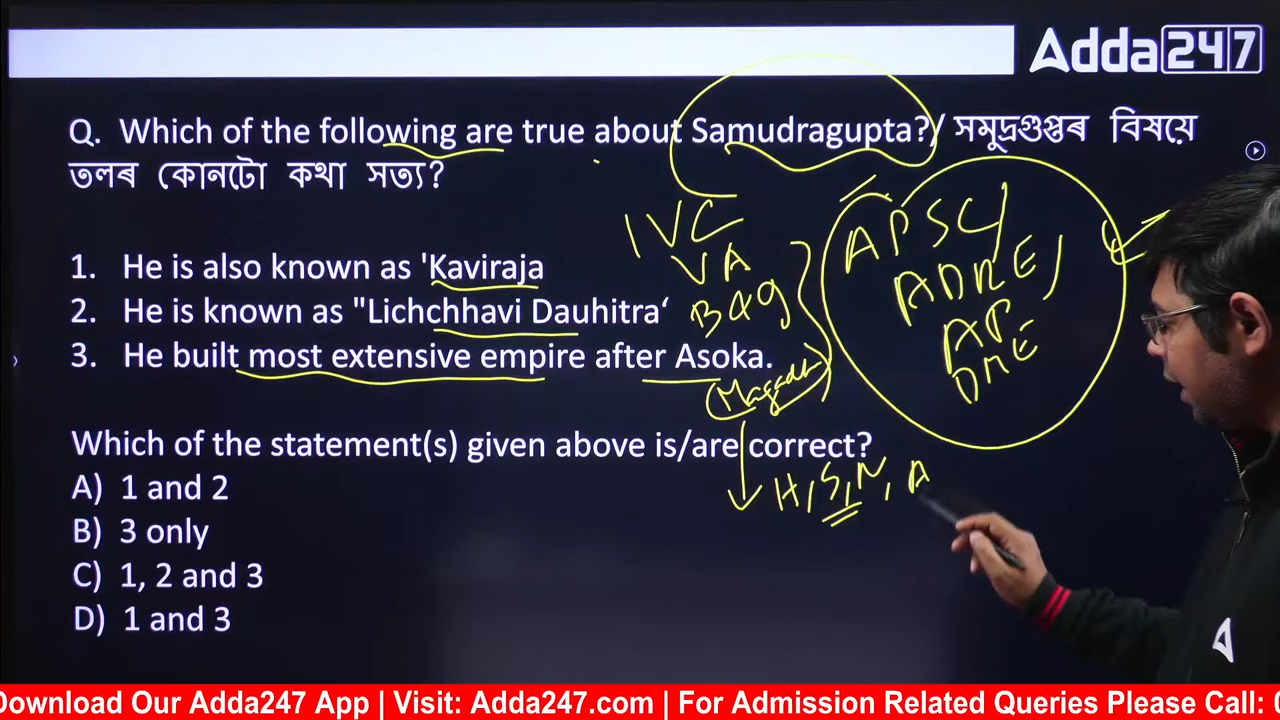 Adda247
Q. Which of the following are true about Samudragupta?/ সমুদ্ৰগুপ্তৰ বিষয়ে
তলৰ কোনটো কথা সত্য?
IVC
VA
B & g
(Magadh)
H, S, N, A
APSC/
ADRE/
AP
DME
1. He is also known as 'Kaviraja
2. He is known as "Lichchhavi Dauhitra‘
3. He built most extensive empire after Asoka.
Which of the statement(s) given above is/are correct?
A) 1 and 2
B) 3 only
C) 1, 2 and 3
D) 1 and 3
Download Our Adda247 App | Visit: Adda247.com | For Admission Related Queries Please Call: 0